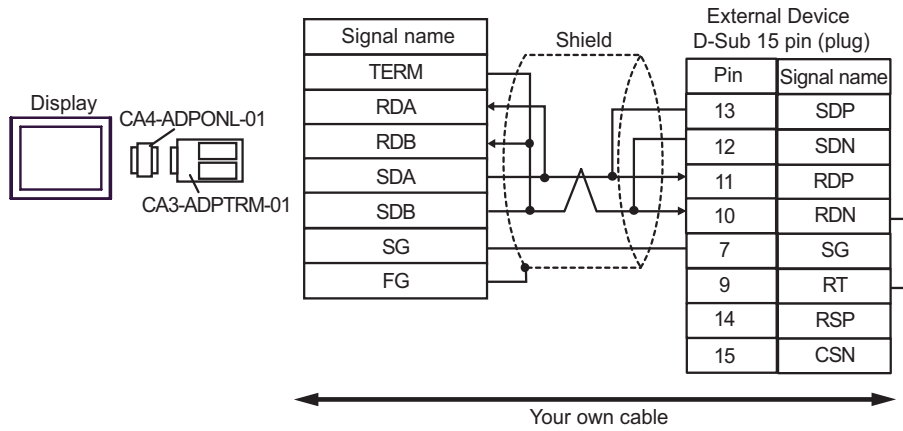 Display
CA4-ADPONL-01
CA3-ADPTRM-01
Signal name
TERM
RDA
RDB
SDA
SDB
SG
FG
Shield
External Device
D-Sub 15 pin (plug)
Pin Signal name
13 SDP
12 SDN
11 RDP
10 RDN
7 SG
9 RT
14 RSP
15 CSN
Your own cable